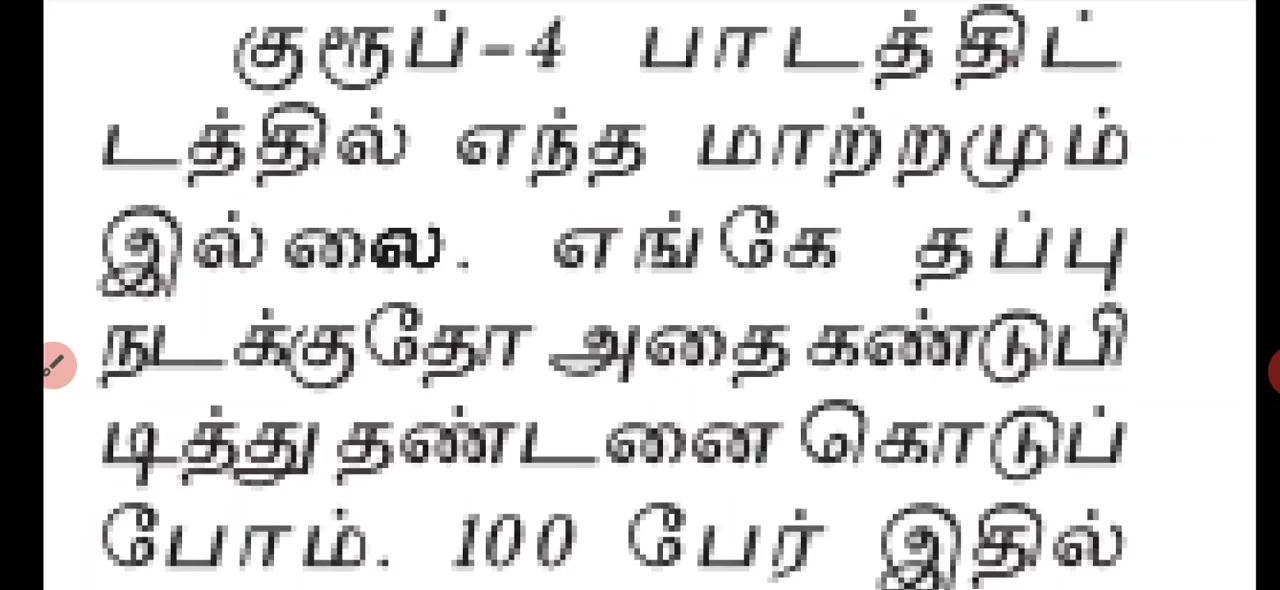 குரூப்-4 பாடத்திட்
டத்தில் எந்த மாற்றமும்
இல்லை. எங்கே தப்பு
நடக்குதோ அதை கண்டுபி
டித்து தண்டனை கொடுப்
போம். 100 பேர் இதில்